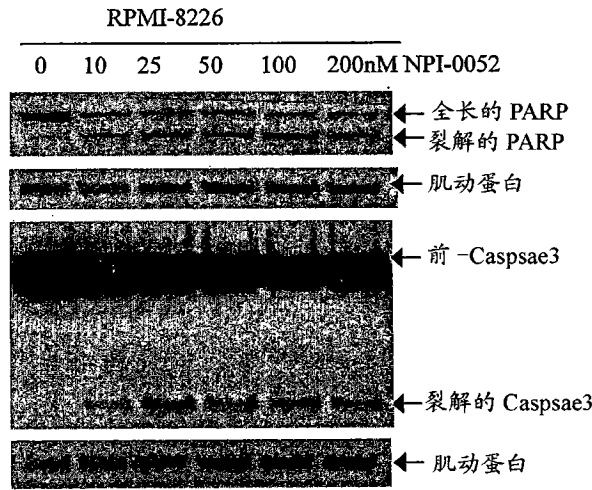 RPMI-8226
0 10 25 50 100 200nM NPI-0052
全长的 PARP
裂解的 PARP
肌动蛋白
前-Caspsae3
裂解的 Caspsae3
肌动蛋白